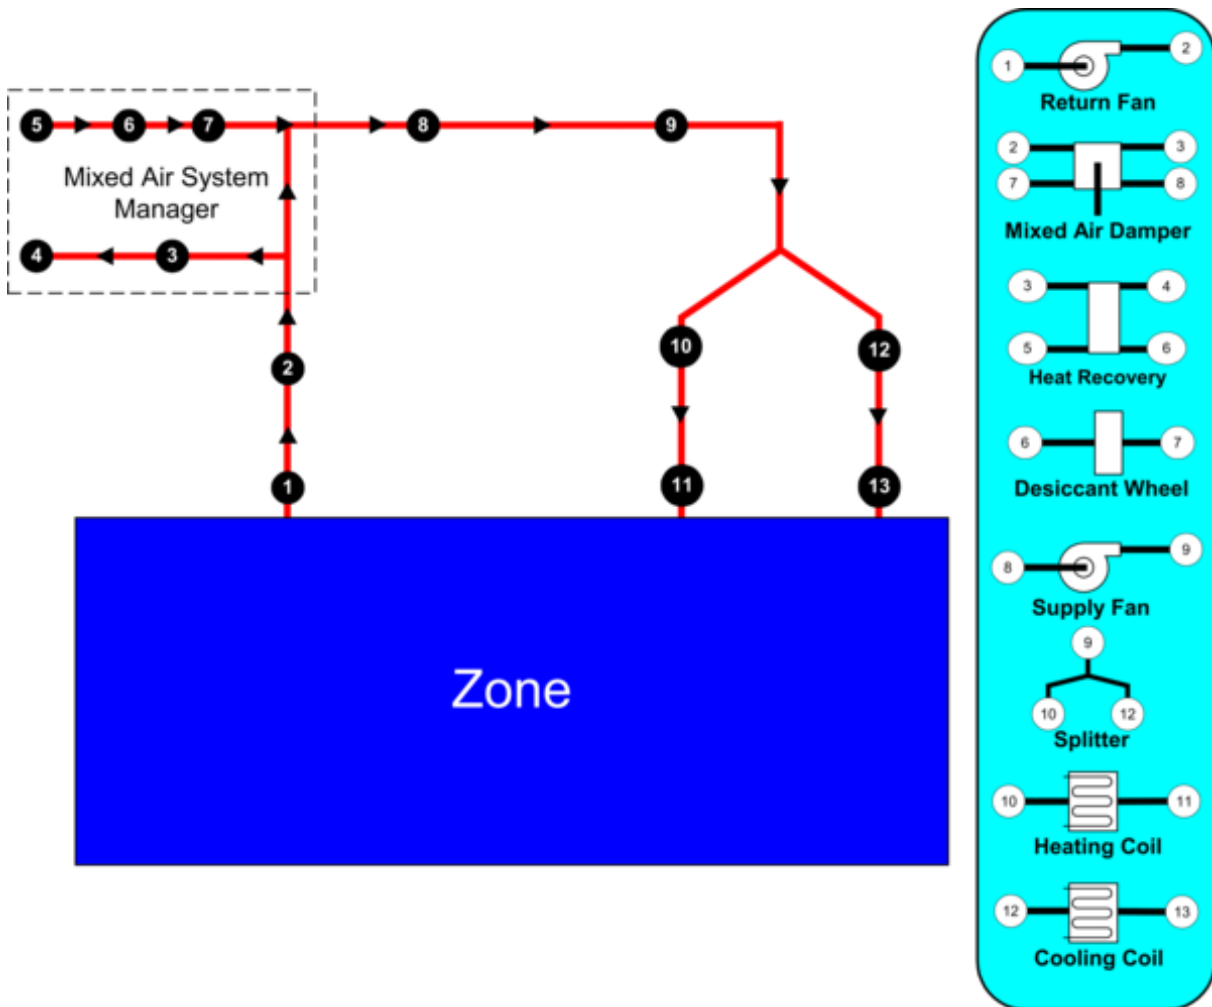 5 6 7 8 9
Mixed Air System
Manager
4 3
2 10 12
1 11 13
Zone
1 2
Return Fan
2 3
7 8
Mixed Air Damper
3 4
5 6
Heat Recovery
6 7
Desiccant Wheel
8 9
Supply Fan
9
10 12
Splitter
10 11
Heating Coil
12 13
Cooling Coil